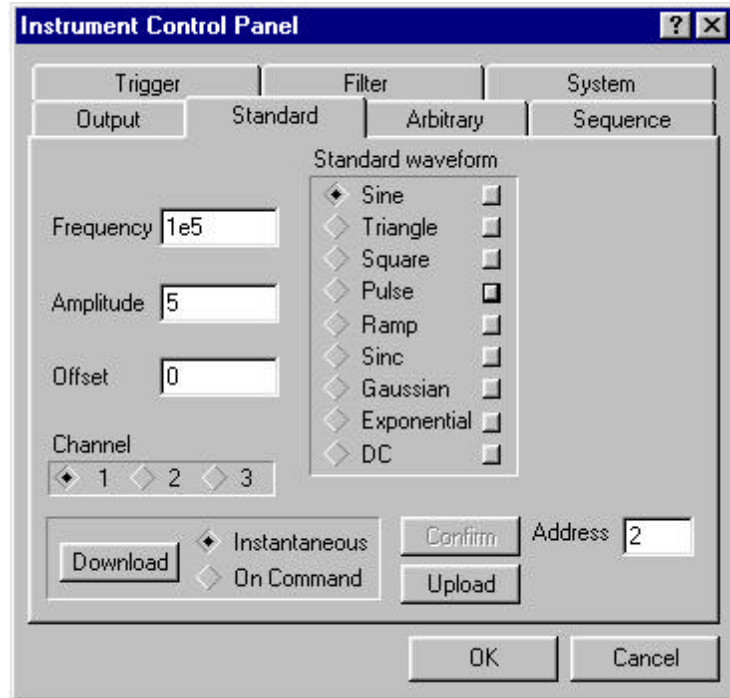 Instrument Control Panel
Trigger Filter System
Output Standard Arbitrary Sequence
Standard waveform
Sine
Triangle
Square
Pulse
Ramp
Sinc
Gaussian
Exponential
DC
Frequency 1e5
Amplitude 5
Offset 0
Channel
1 2 3
Download
Instantaneous
On Command
Confirm
Upload
Address 2
OK Cancel